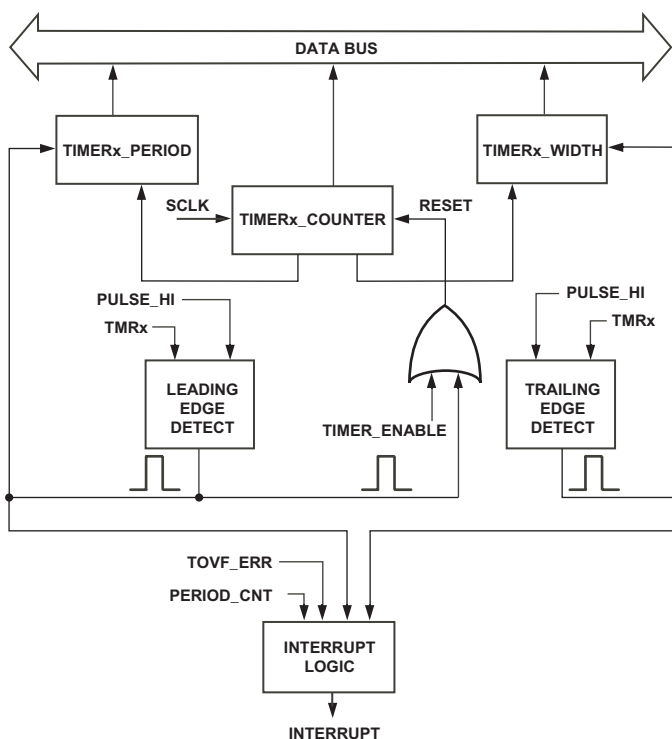 DATA BUS
TIMERx_PERIOD
TIMERx_WIDTH
SCLK
TIMERx_COUNTER
RESET
PULSE_HI
TMRx
LEADING
EDGE
DETECT
TIMER_ENABLE
PULSE_HI
TMRx
TRAILING
EDGE
DETECT
TOVF_ERR
PERIOD_CNT
INTERRUPT
LOGIC
INTERRUPT